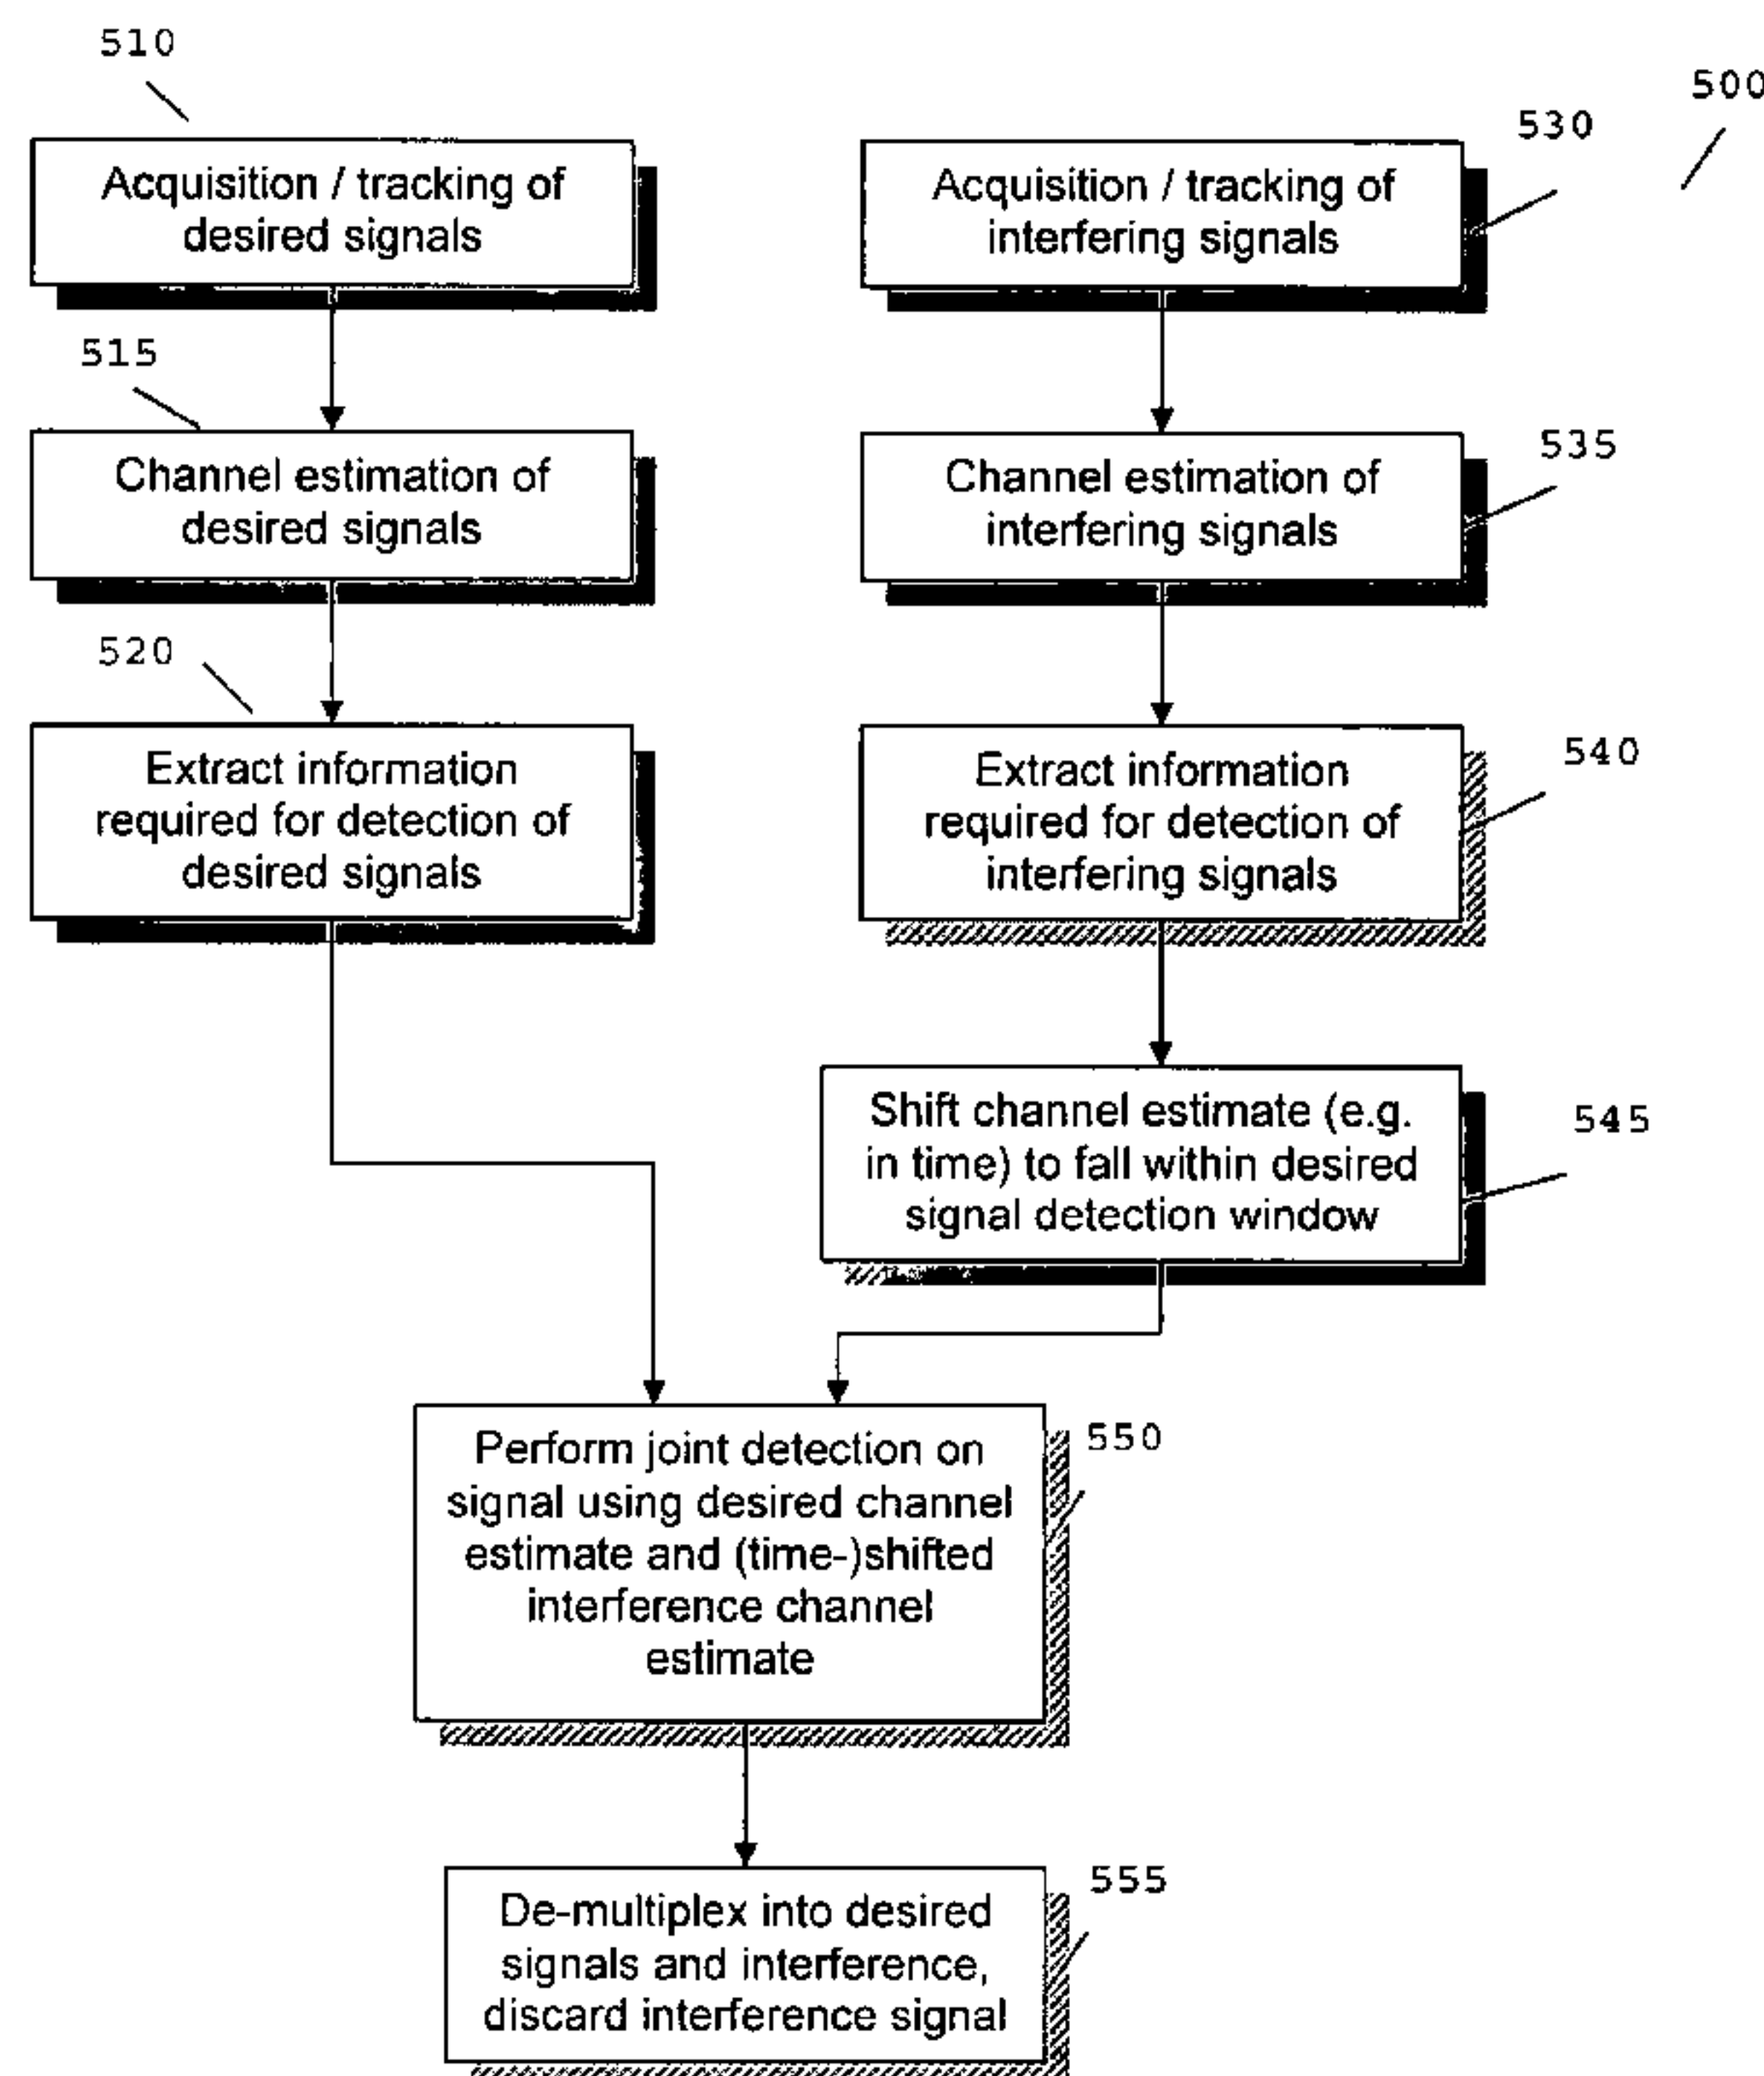 510
500
530
Acquisition / tracking of
desired signals
Acquisition / tracking of
interfering signals
515
535
Channel estimation of
desired signals
Channel estimation of
interfering signals
520
540
Extract information
required for detection of
desired signals
Extract information
required for detection of
interfering signals
545
Shift channel estimate (e.g.
in time) to fall within desired
signal detection window
550
Perform joint detection on
signal using desired channel
estimate and (time-)shifted
interference channel
estimate
555
De-multiplex into desired
signals and interference,
discard interference signal